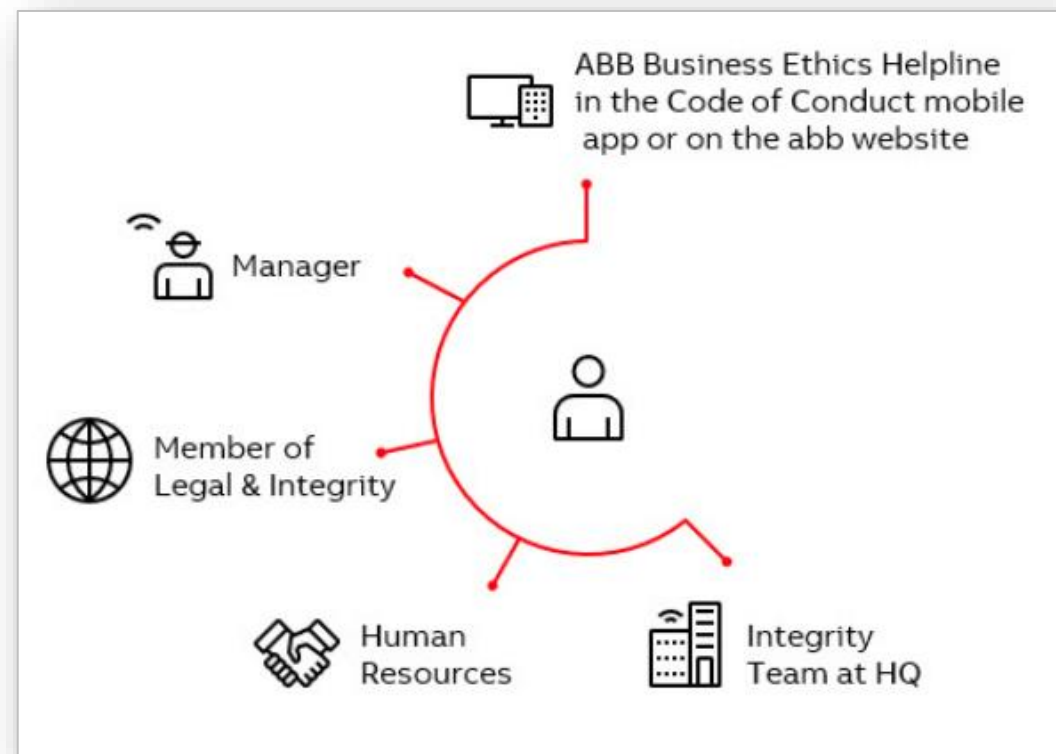 ABB Business Ethics Helpline
in the Code of Conduct mobile
app or on the abb website
Manager
Member of
Legal & Integrity
Human
Resources
Integrity
Team at HQ